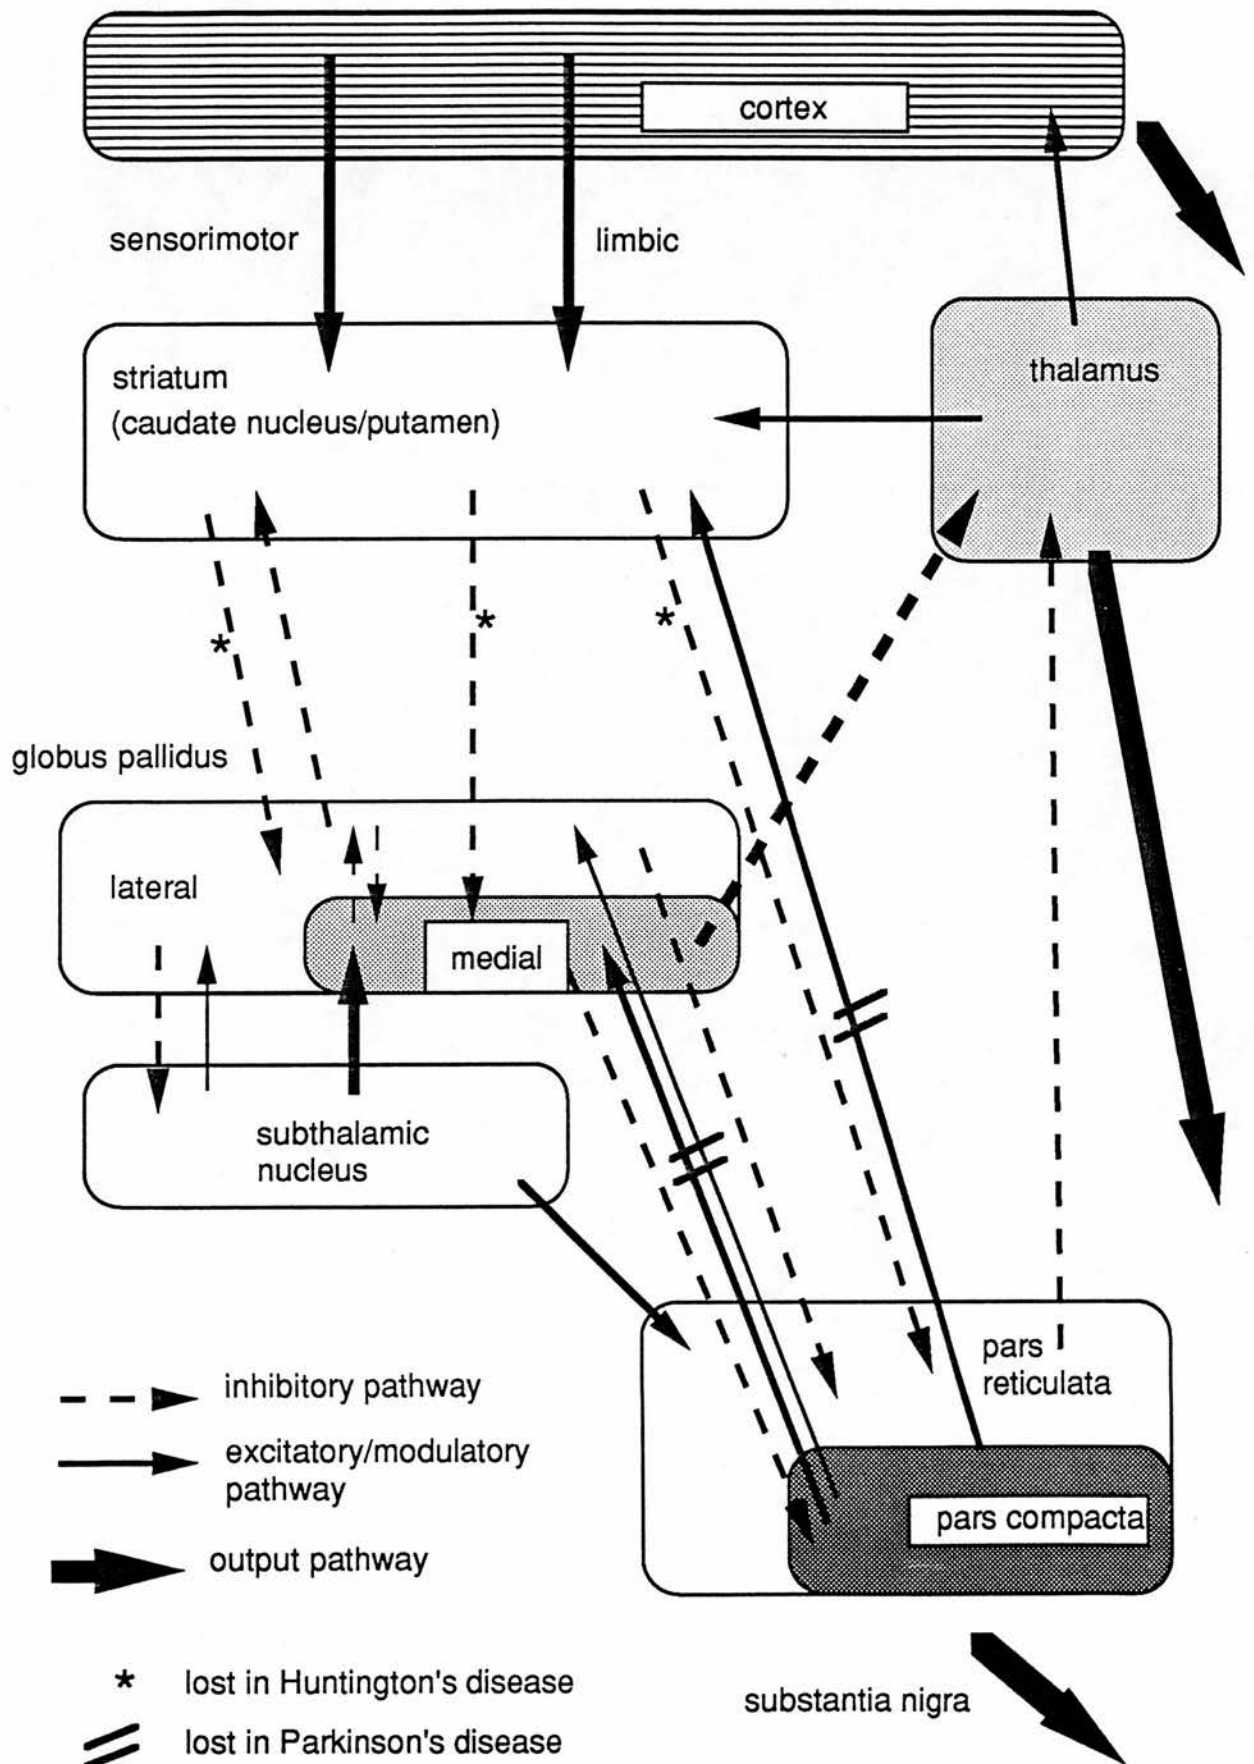 cortex
sensorimotor
limbic
striatum
(caudate nucleus/putamen)
thalamus
*
*
*
globus pallidus
lateral
medial
subthalamic
nucleus
pars
reticulata
inhibitory pathway
excitatory/modulatory
pathway
pars compacta
output pathway
* lost in Huntington's disease
substantia nigra
lost in Parkinson's disease